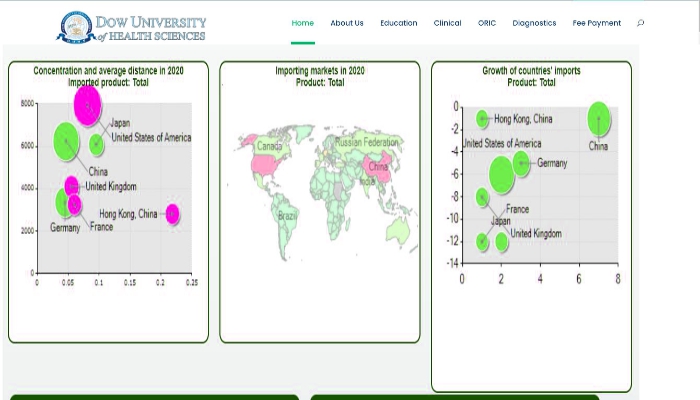 DOW UNIVERSITY
of HEALTH SCIENCES
Home
About Us
Education
Clinical
ORIC
Diagnostics
Fee Payment
Concentration and average distance in 2020
Imported product: Total
8000
6000
4000
2000
0
0
0.05
0.1
0.15
0.2
0.25
Japan
United States of America
China
United Kingdom
Hong Kong, China
Germany
France
Importing markets in 2020
Product: Total
Canada
Russian Federation
China
India
Brazil
Growth of countries' imports
Product: Total
0
-2
-4
-6
-8
-10
-12
-14
0
2
4
6
8
Hong Kong, China
China
United States of America
Germany
France
Japan
United Kingdom